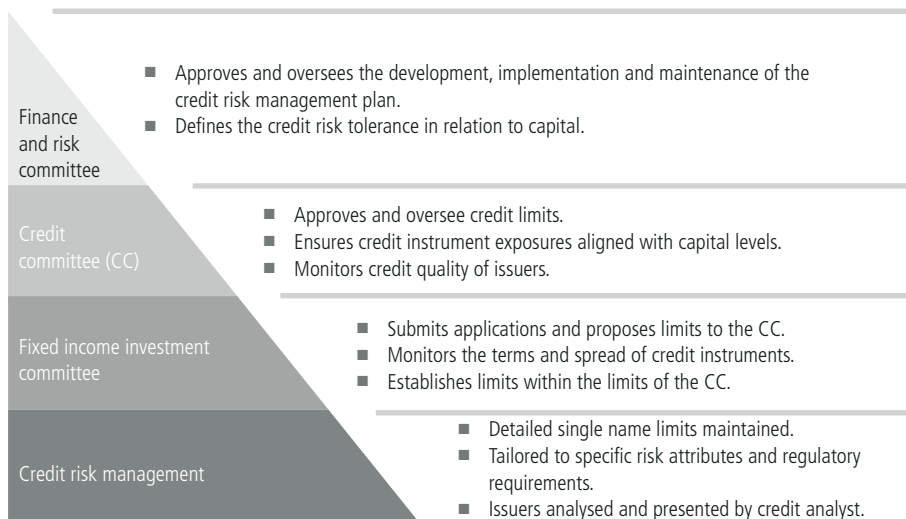 Finance
and risk
committee
■ Approves and oversees the development, implementation and maintenance of the
credit risk management plan.
■ Defines the credit risk tolerance in relation to capital.
Credit
committee (CC)
■ Approves and oversee credit limits.
■ Ensures credit instrument exposures aligned with capital levels.
■ Monitors credit quality of issuers.
Fixed income investment
committee
■ Submits applications and proposes limits to the CC.
■ Monitors the terms and spread of credit instruments.
■ Establishes limits within the limits of the CC.
Credit risk management
■ Detailed single name limits maintained.
■ Tailored to specific risk attributes and regulatory
requirements.
■ Issuers analysed and presented by credit analyst.